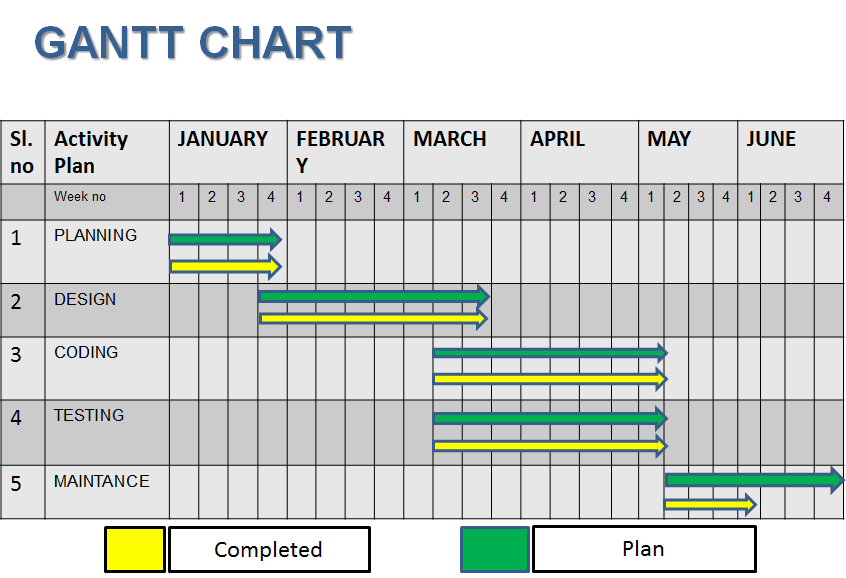 GANTT CHART
Sl. Activity JANUARY FEBRUAR MARCH APRIL MAY JUNE
no Plan Y
Week no 1 2 3 4 1 2 3 4 1 2 3 4 1 2 3 4 1 2 3 4 1 2 3 4
1 PLANNING
2 DESIGN
3 CODING
4 TESTING
5 MAINTANCE
Completed Plan